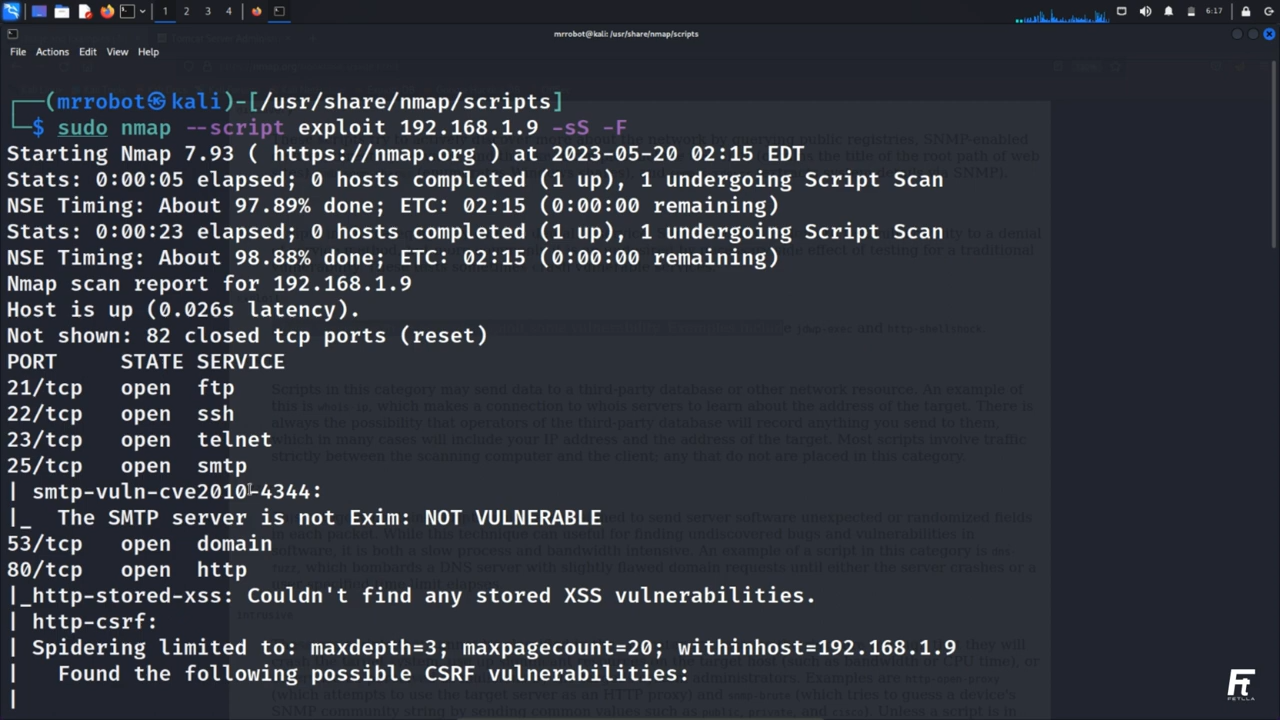 1 2 3 4
6:17
mrrobot@kali: /usr/share/nmap/scripts
File Actions Edit View Help
┌──(mrrobot㉿kali)-[/usr/share/nmap/scripts]
└─$ sudo nmap --script exploit 192.168.1.9 -sS -F
Starting Nmap 7.93 ( https://nmap.org ) at 2023-05-20 02:15 EDT
Stats: 0:00:05 elapsed; 0 hosts completed (1 up), 1 undergoing Script Scan
NSE Timing: About 97.89% done; ETC: 02:15 (0:00:00 remaining)
Stats: 0:00:23 elapsed; 0 hosts completed (1 up), 1 undergoing Script Scan
NSE Timing: About 98.88% done; ETC: 02:15 (0:00:00 remaining)
Nmap scan report for 192.168.1.9
Host is up (0.026s latency).
Not shown: 82 closed tcp ports (reset)
PORT STATE SERVICE
21/tcp open ftp
22/tcp open ssh
23/tcp open telnet
25/tcp open smtp
| smtp-vuln-cve2010-4344:
|_ The SMTP server is not Exim: NOT VULNERABLE
53/tcp open domain
80/tcp open http
|_http-stored-xss: Couldn't find any stored XSS vulnerabilities.
| http-csrf:
| Spidering limited to: maxdepth=3; maxpagecount=20; withinhost=192.168.1.9
| Found the following possible CSRF vulnerabilities:
|
FETLLA